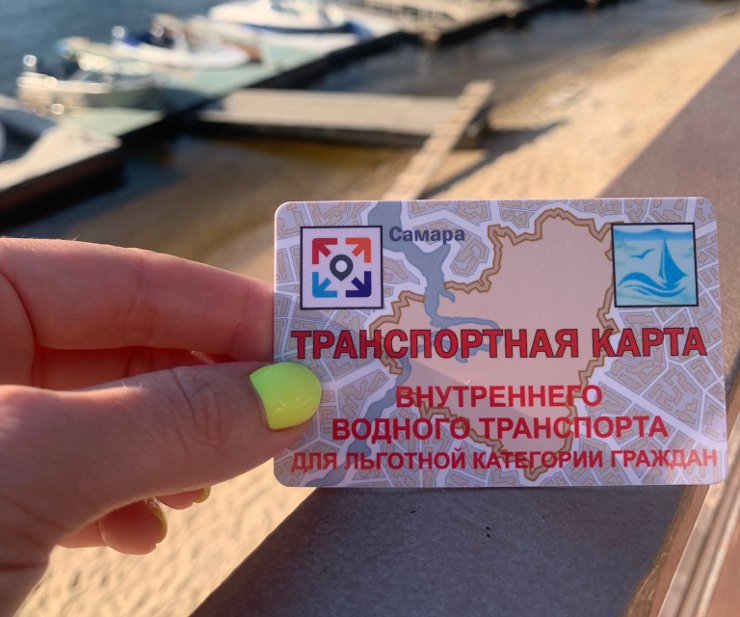 Самара
ТРАНСПОРТНАЯ КАРТА
ВНУТРЕННЕГО
ВОДНОГО ТРАНСПОРТА
ДЛЯ ЛЬГОТНОЙ КАТЕГОРИИ ГРАЖДАН